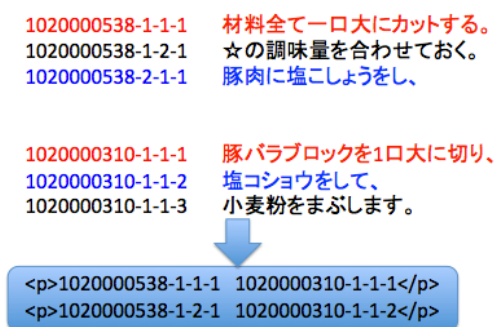 1020000538-1-1-1 材料全て一口大にカットする。
1020000538-1-2-1 ☆の調味量を合わせておく。
1020000538-2-1-1 豚肉に塩こしょうをし、
1020000310-1-1-1 豚バラブロックを1口大に切り、
1020000310-1-1-2 塩コショウをして、
1020000310-1-1-3 小麦粉をまぶします。
<p>1020000538-1-1-1 1020000310-1-1-1</p>
<p>1020000538-1-2-1 1020000310-1-1-2</p>